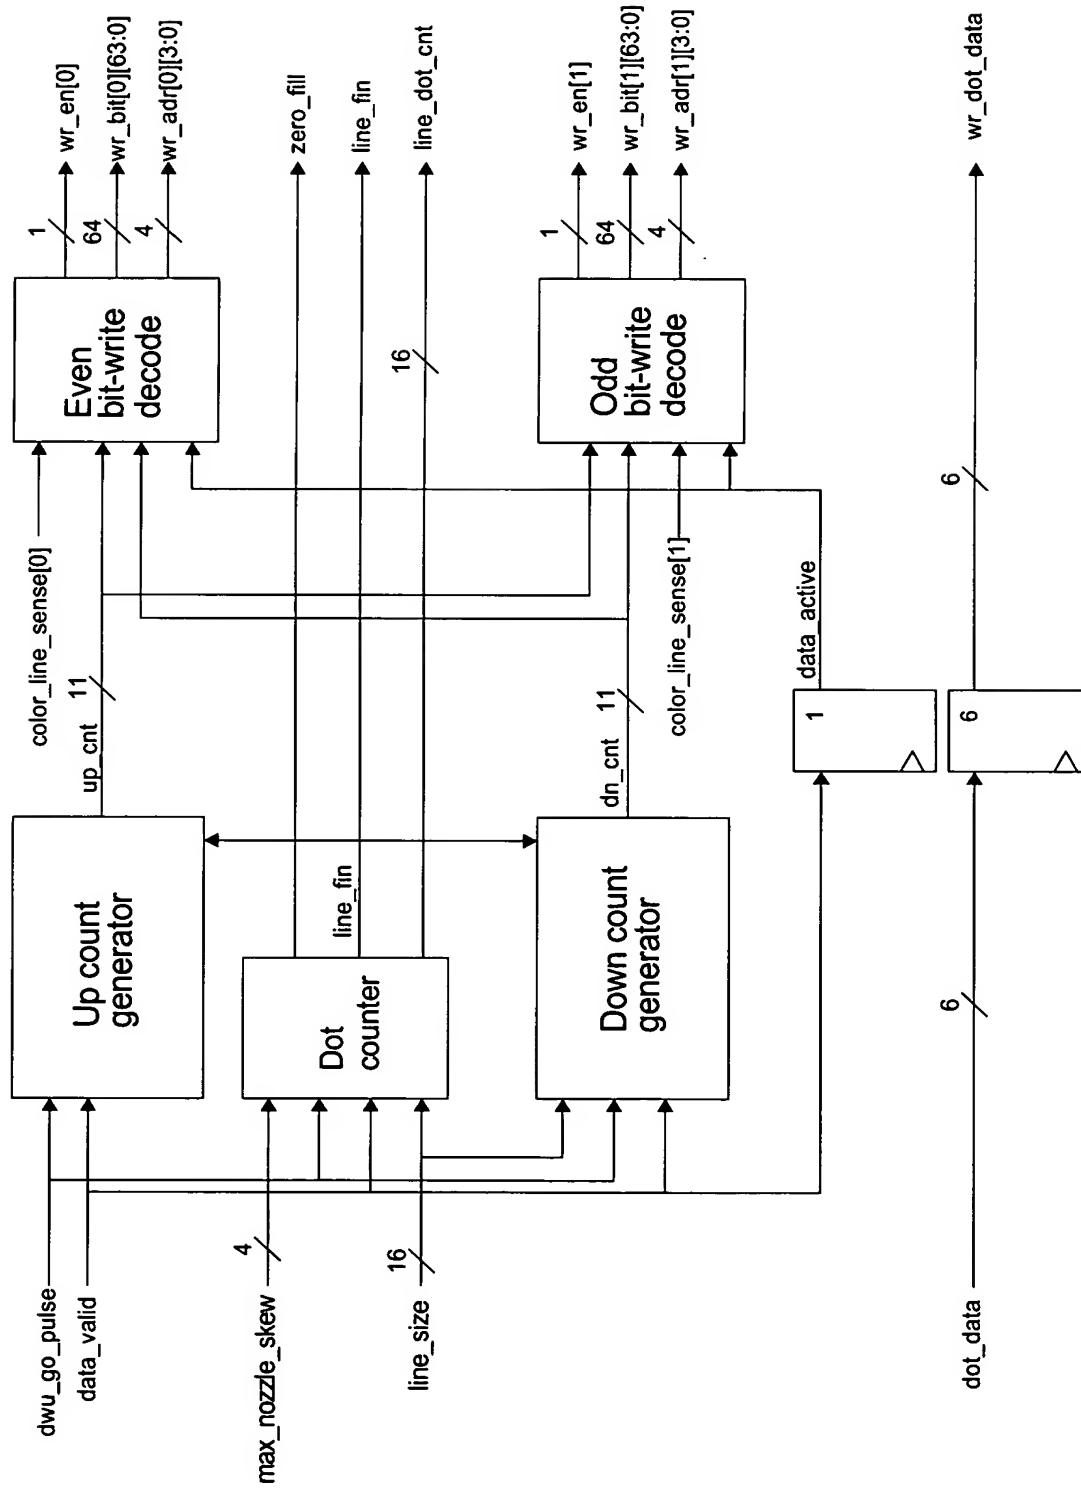 dwu_go_pulse
data_valid
max_nozzle_skew
4
line_size
16
dot_data
6
Up count
generator
Dot
counter
Down count
generator
line_fin
up_cnt
11
color_line_sense[0]
dn_cnt
11
color_line_sense[1]
1
data_active
6
6
Even
bit-write
decode
Odd
bit-write
decode
16
1
64
4
wr_en[0]
wr_bit[0][63:0]
wr_adr[0][3:0]
zero_fill
line_fin
line_dot_cnt
1
64
4
wr_en[1]
wr_bit[1][63:0]
wr_adr[1][3:0]
wr_dot_data